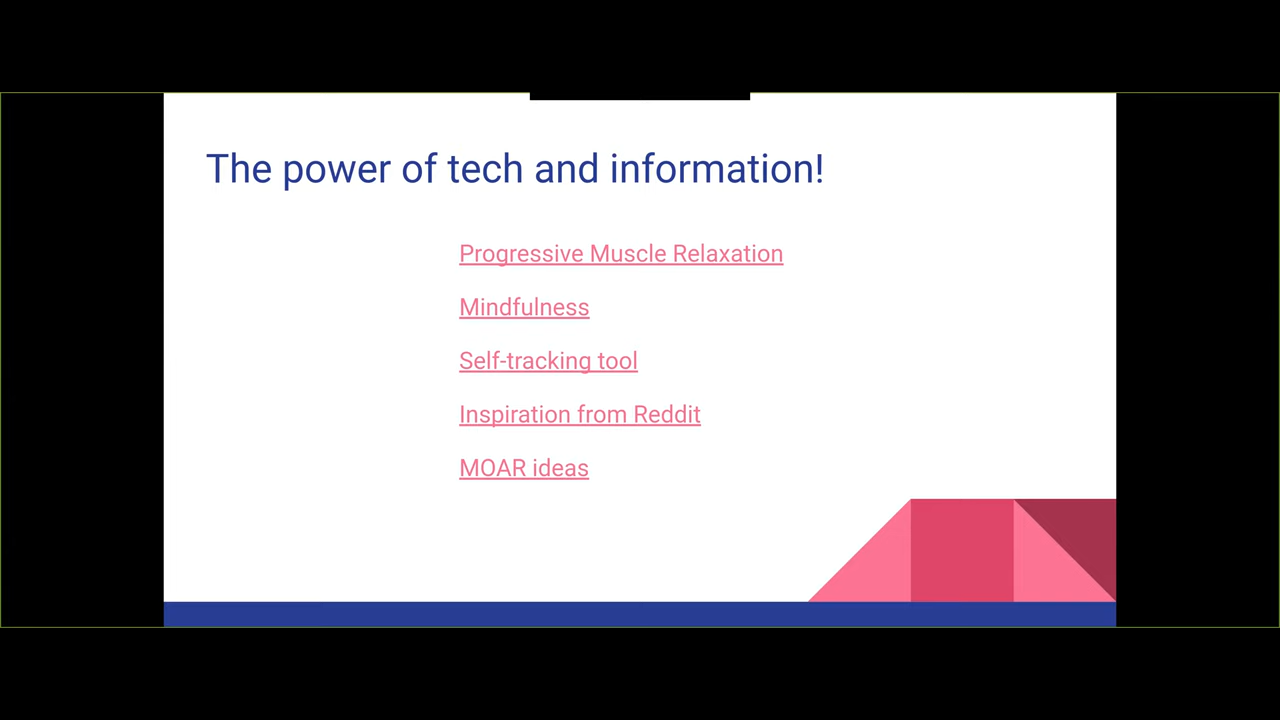 The power of tech and information!
Progressive Muscle Relaxation
Mindfulness
Self-tracking tool
Inspiration from Reddit
MOAR ideas